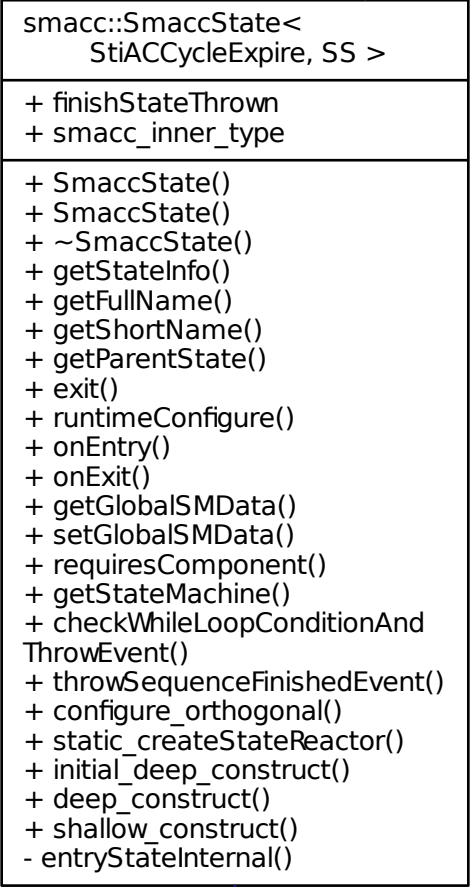 smacc::SmaccState<
StiACCycleExpire, SS >
+ finishStateThrown
+ smacc_inner_type
+ SmaccState()
+ SmaccState()
+ ~SmaccState()
+ getStateInfo()
+ getFullName()
+ getShortName()
+ getParentState()
+ exit()
+ runtimeConfigure()
+ onEntry()
+ onExit()
+ getGlobalSMData()
+ setGlobalSMData()
+ requiresComponent()
+ getStateMachine()
+ checkWhileLoopConditionAnd
ThrowEvent()
+ throwSequenceFinishedEvent()
+ configure_orthogonal()
+ static_createStateReactor()
+ initial_deep_construct()
+ deep_construct()
+ shallow_construct()
- entryStateInternal()